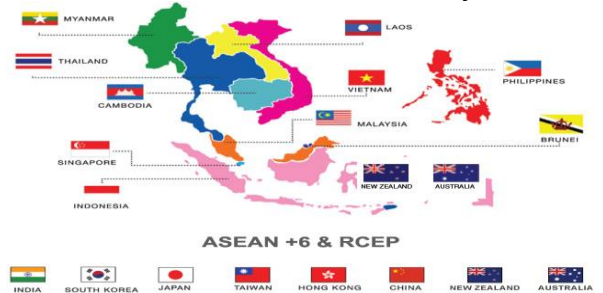 MYANMAR
LAOS
THAILAND
VIETNAM
PHILIPPINES
CAMBODIA
MALAYSIA
BRUNEI
SINGAPORE
NEW ZEALAND AUSTRALIA
INDONESIA
ASEAN +6 & RCEP
INDIA SOUTH KOREA JAPAN TAIWAN HONG KONG CHINA NEW ZEALAND AUSTRALIA